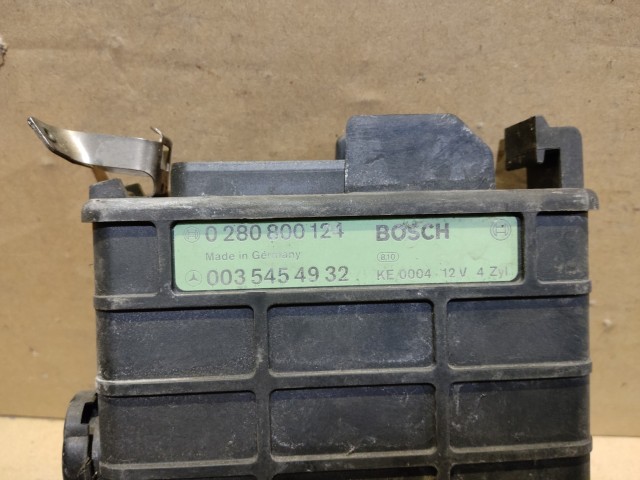 0 280 800 124 BOSCH
Made in Germany
003 545 49 32 KE 0004 12 V 4 Zyl